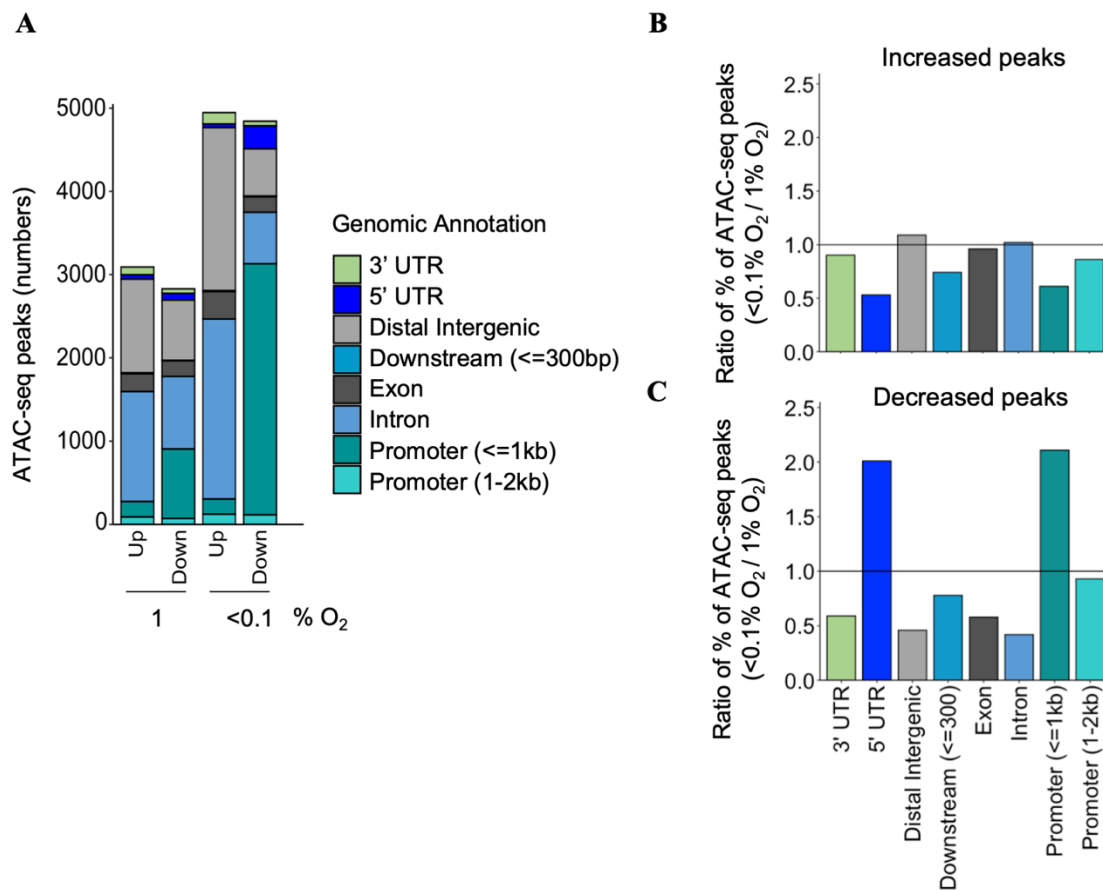 A
ATAC-seq peaks (numbers)
5000
4000
3000
2000
1000
0
Up
Down
Up
Down
1
<0.1
% O₂
Genomic Annotation
3' UTR
5' UTR
Distal Intergenic
Downstream (<=300bp)
Exon
Intron
Promoter (<=1kb)
Promoter (1-2kb)
B
Increased peaks
Ratio of % of ATAC-seq peaks
(<0.1% O₂ / 1% O₂)
2.5
2.0
1.5
1.0
0.5
0.0
C
Decreased peaks
Ratio of % of ATAC-seq peaks
(<0.1% O₂ / 1% O₂)
2.5
2.0
1.5
1.0
0.5
0.0
3' UTR
5' UTR
Distal Intergenic
Downstream (<=300)
Exon
Intron
Promoter (<=1kb)
Promoter (1-2kb)